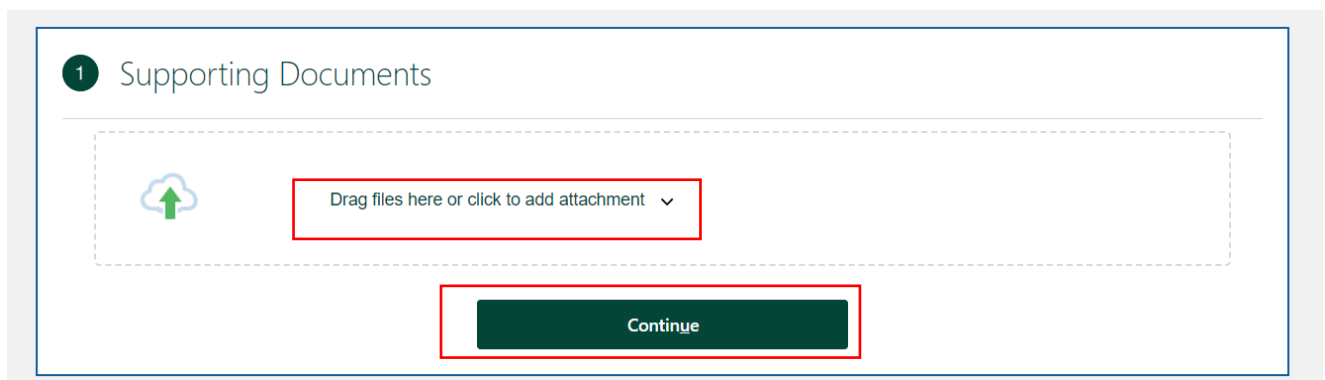 1 Supporting Documents
Drag files here or click to add attachment
Continue